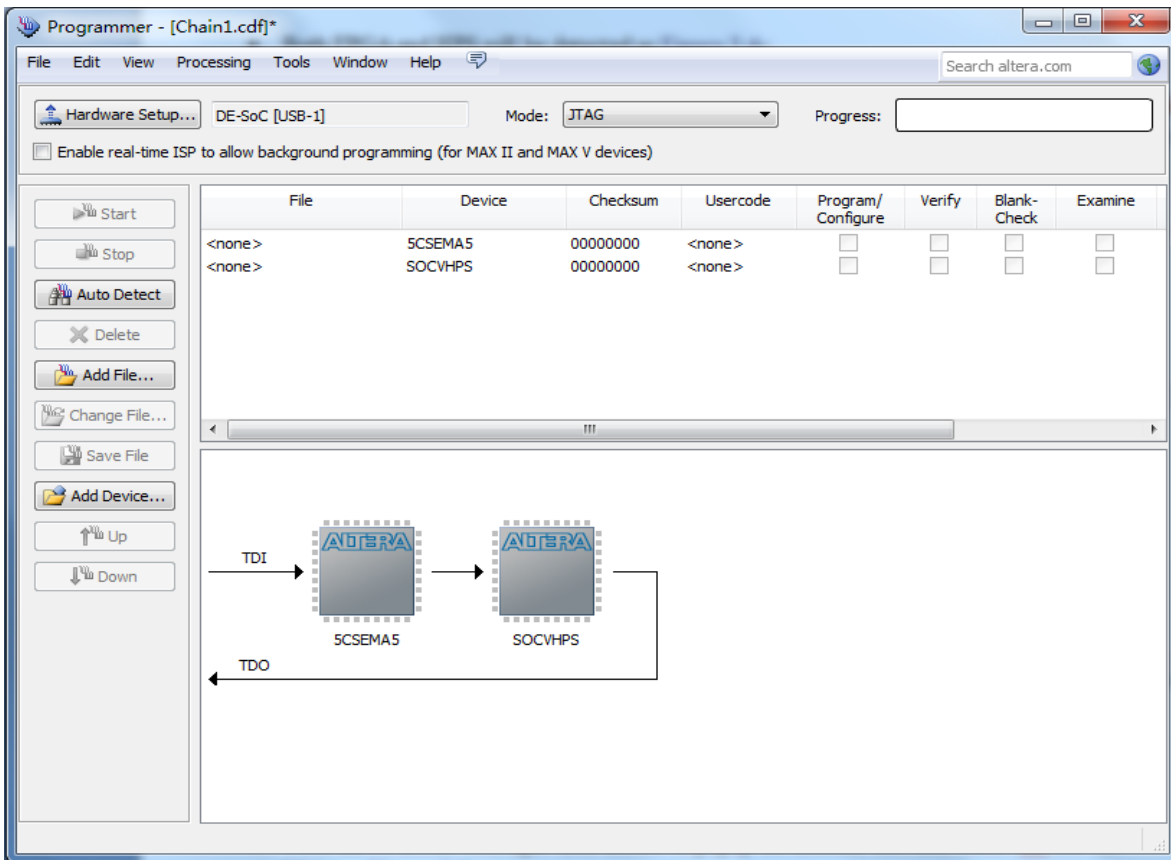 Programmer - [Chain1.cdf]*
File Edit View Processing Tools Window Help
Search altera.com
Hardware Setup...
DE-SoC [USB-1]
Mode: JTAG
Progress:
Enable real-time ISP to allow background programming (for MAX II and MAX V devices)
Start
Stop
Auto Detect
Delete
Add File...
Change File...
Save File
Add Device...
Up
Down
File Device Checksum Usercode Program/ Verify Blank- Examine
Configure Check
<none> 5CSEMA5 00000000 <none>
<none> SOCVHPS 00000000 <none>
TDI
ALTERA
ALTERA
5CSEMA5
SOCVHPS
TDO